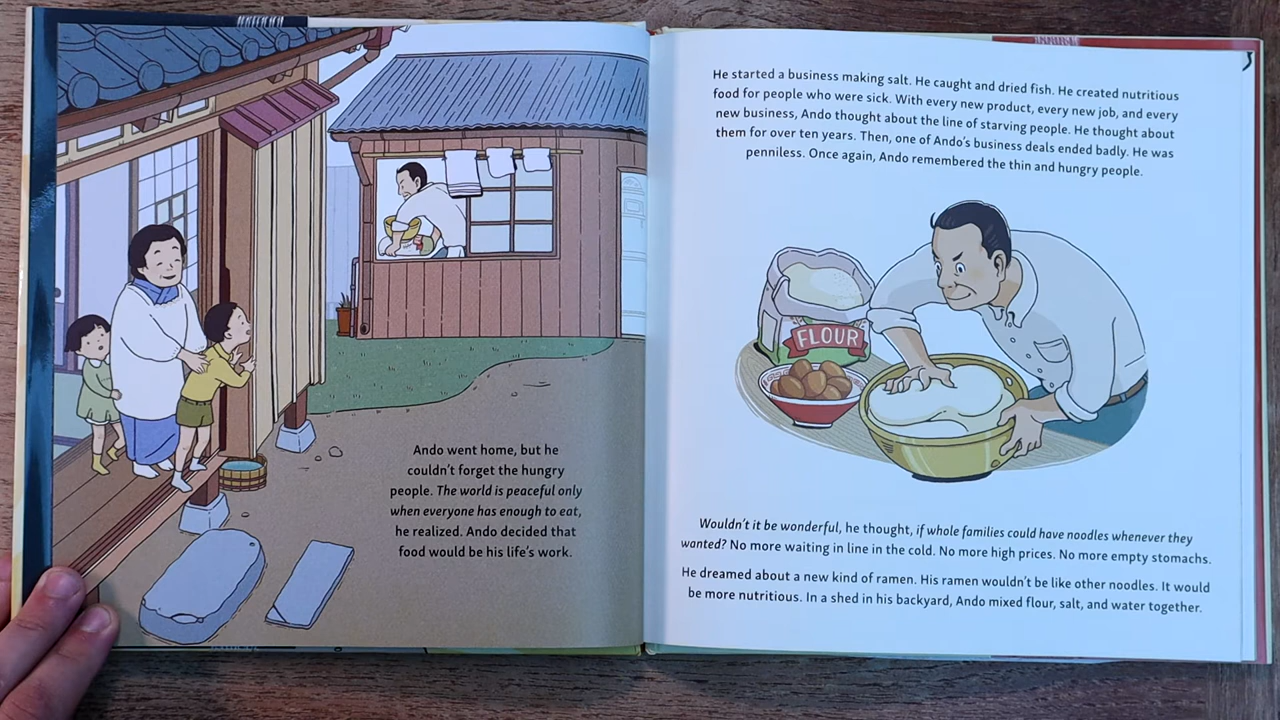 Ando went home, but he
couldn't forget the hungry
people. The world is peaceful only
when everyone has enough to eat,
he realized. Ando decided that
food would be his life's work.
He started a business making salt. He caught and dried fish. He created nutritious
food for people who were sick. With every new product, every new job, and every
new business, Ando thought about the line of starving people. He thought about
them for over ten years. Then, one of Ando's business deals ended badly. He was
penniless. Once again, Ando remembered the thin and hungry people.
FLOUR
Wouldn't it be wonderful, he thought, if whole families could have noodles whenever they
wanted? No more waiting in line in the cold. No more high prices. No more empty stomachs.
He dreamed about a new kind of ramen. His ramen wouldn't be like other noodles. It would
be more nutritious. In a shed in his backyard, Ando mixed flour, salt, and water together.